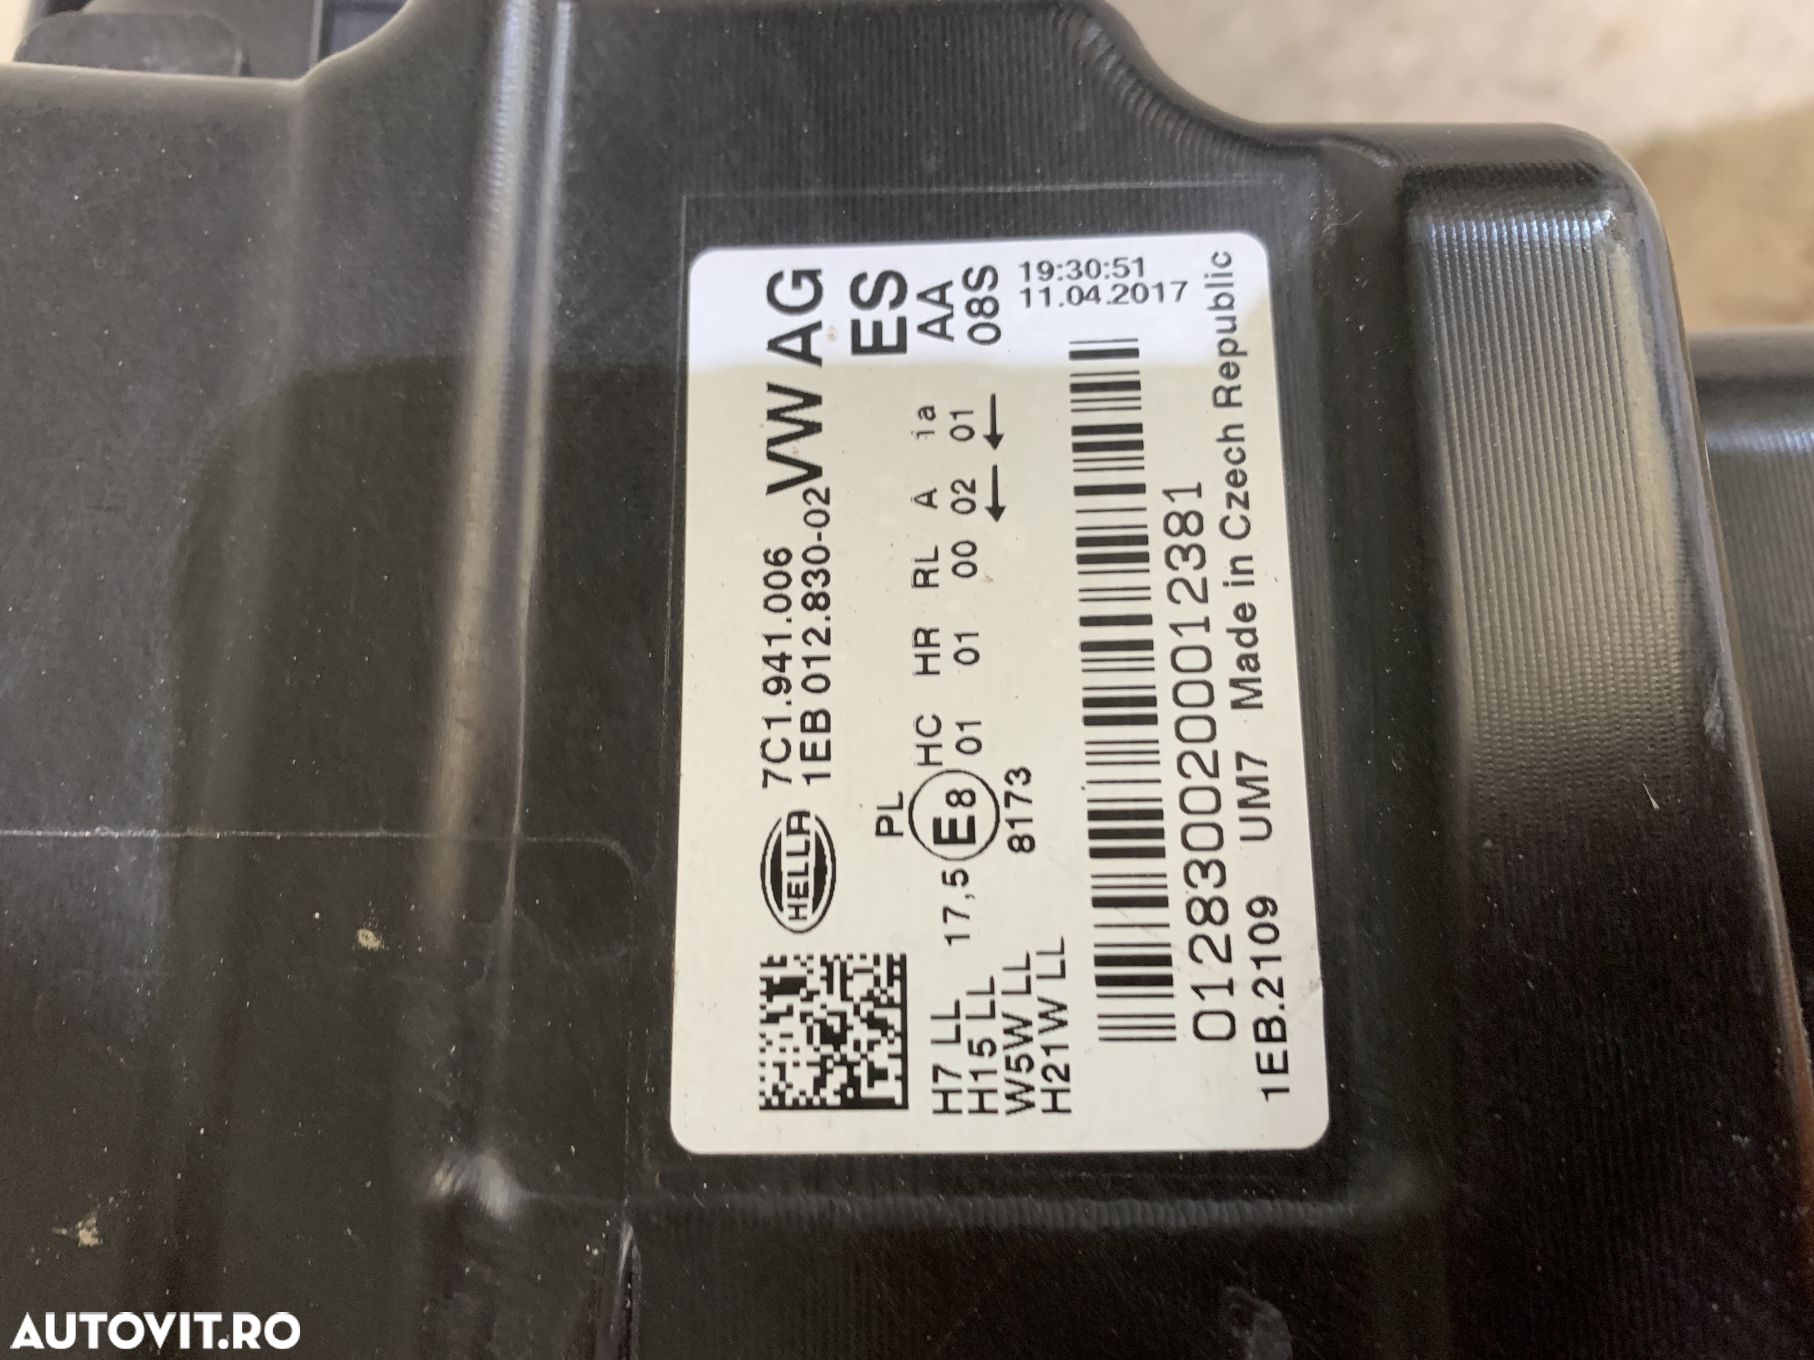 HELLA
7C1.941.006
1EB 012.830-02
VW AG
PL
ES
H7 LL
17,5 E8 HC HR RL A 1a
AA
H15 LL
01 01 00 02 01
08S
W5W LL
8173
H21W LL
19:30:51
11.04.2017
0128300200012381
1EB.2109 UM7 Made in Czech Republic
AUTOVIT.RO